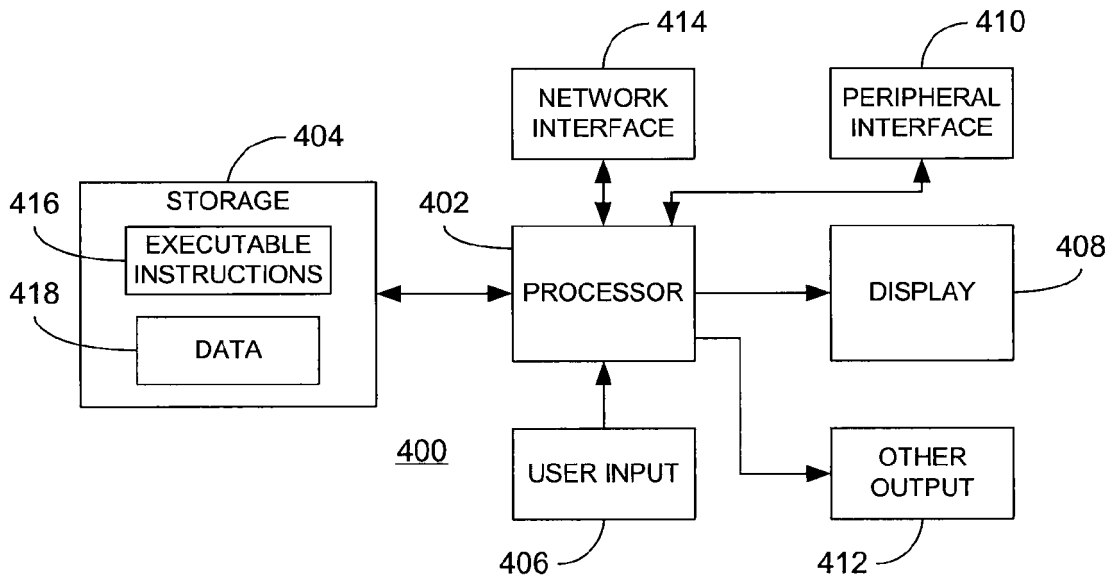 414
410
NETWORK
INTERFACE
PERIPHERAL
INTERFACE
404
STORAGE
416
EXECUTABLE
INSTRUCTIONS
402
418
DATA
PROCESSOR
DISPLAY
408
400
USER INPUT
OTHER
OUTPUT
406
412